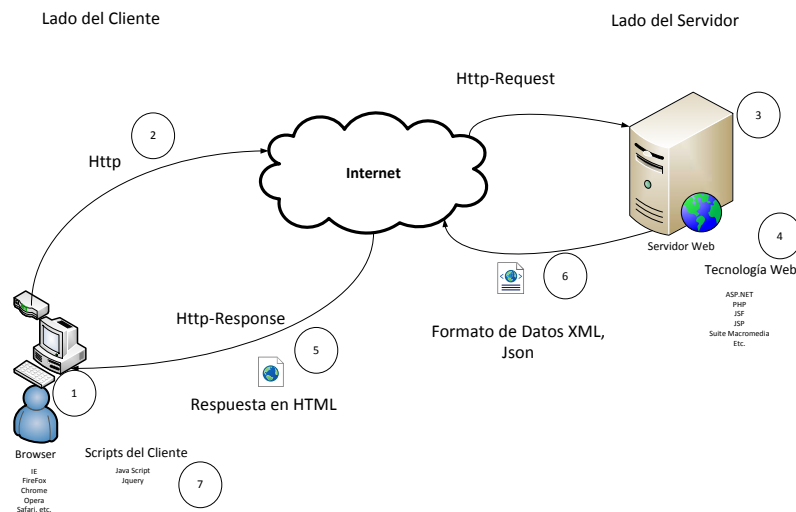 Lado del Cliente
Lado del Servidor
Http-Request
3
2
Http
Internet
Servidor Web
4
Tecnología Web
6
ASP.NET
PHP
JSF
JSP
Suite Macromedia
Etc.
Http-Response
5
Formato de Datos XML,
Json
Respuesta en HTML
1
Browser
IE
FireFox
Chrome
Opera
Safari, etc.
Scripts del Cliente
Java Script
Jquery
7